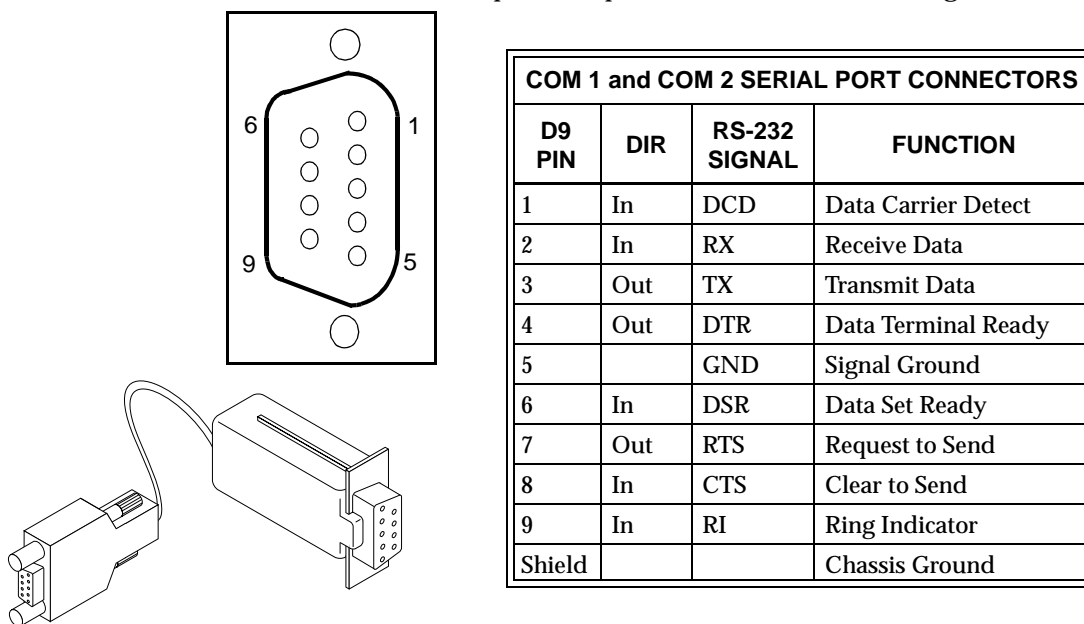 6 1
9 5
COM 1 and COM 2 SERIAL PORT CONNECTORS
D9 PIN DIR RS-232 SIGNAL FUNCTION
1 In DCD Data Carrier Detect
2 In RX Receive Data
3 Out TX Transmit Data
4 Out DTR Data Terminal Ready
5 GND Signal Ground
6 In DSR Data Set Ready
7 Out RTS Request to Send
8 In CTS Clear to Send
9 In RI Ring Indicator
Shield Chassis Ground